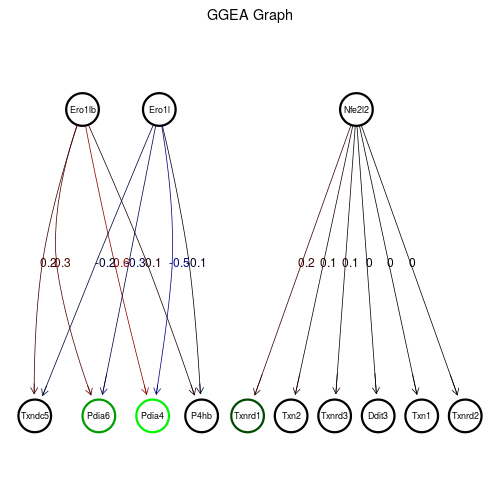 GGEA Graph
Ero1lb Ero1l Nfe2l2
0.2 0.3 -0.2 0.6 -0.3 0.1 -0.5 -0.1 0.2 0.1 0.1 0 0 0
Txndc5 Pdia6 Pdia4 P4hb Txnrd1 Txn2 Txnrd3 Ddit3 Txn1 Txnrd2